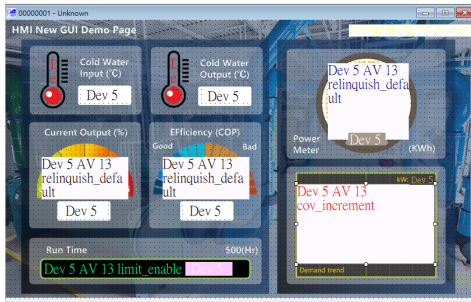 00000001 - Unknown
HMI New GUI Demo Page
Cold Water
Input (℃)
Dev 5
Cold Water
Output (℃)
Dev 5
Dev 5 AV 13
relinquish_defa
ult
Power
Meter
Dev 5
(KWh)
Current Output (%)
Dev 5 AV 13
relinquish_defa
ult
Dev 5
EFficiency (COP)
Good
Bad
Dev 5 AV 13
relinquish_defa
ult
Dev 5
kW:
Dev 5
Dev 5 AV 13
cov_increment
Demand trend
Run Time
500(Hr)
Dev 5 AV 13 limit_enable
Dev 5